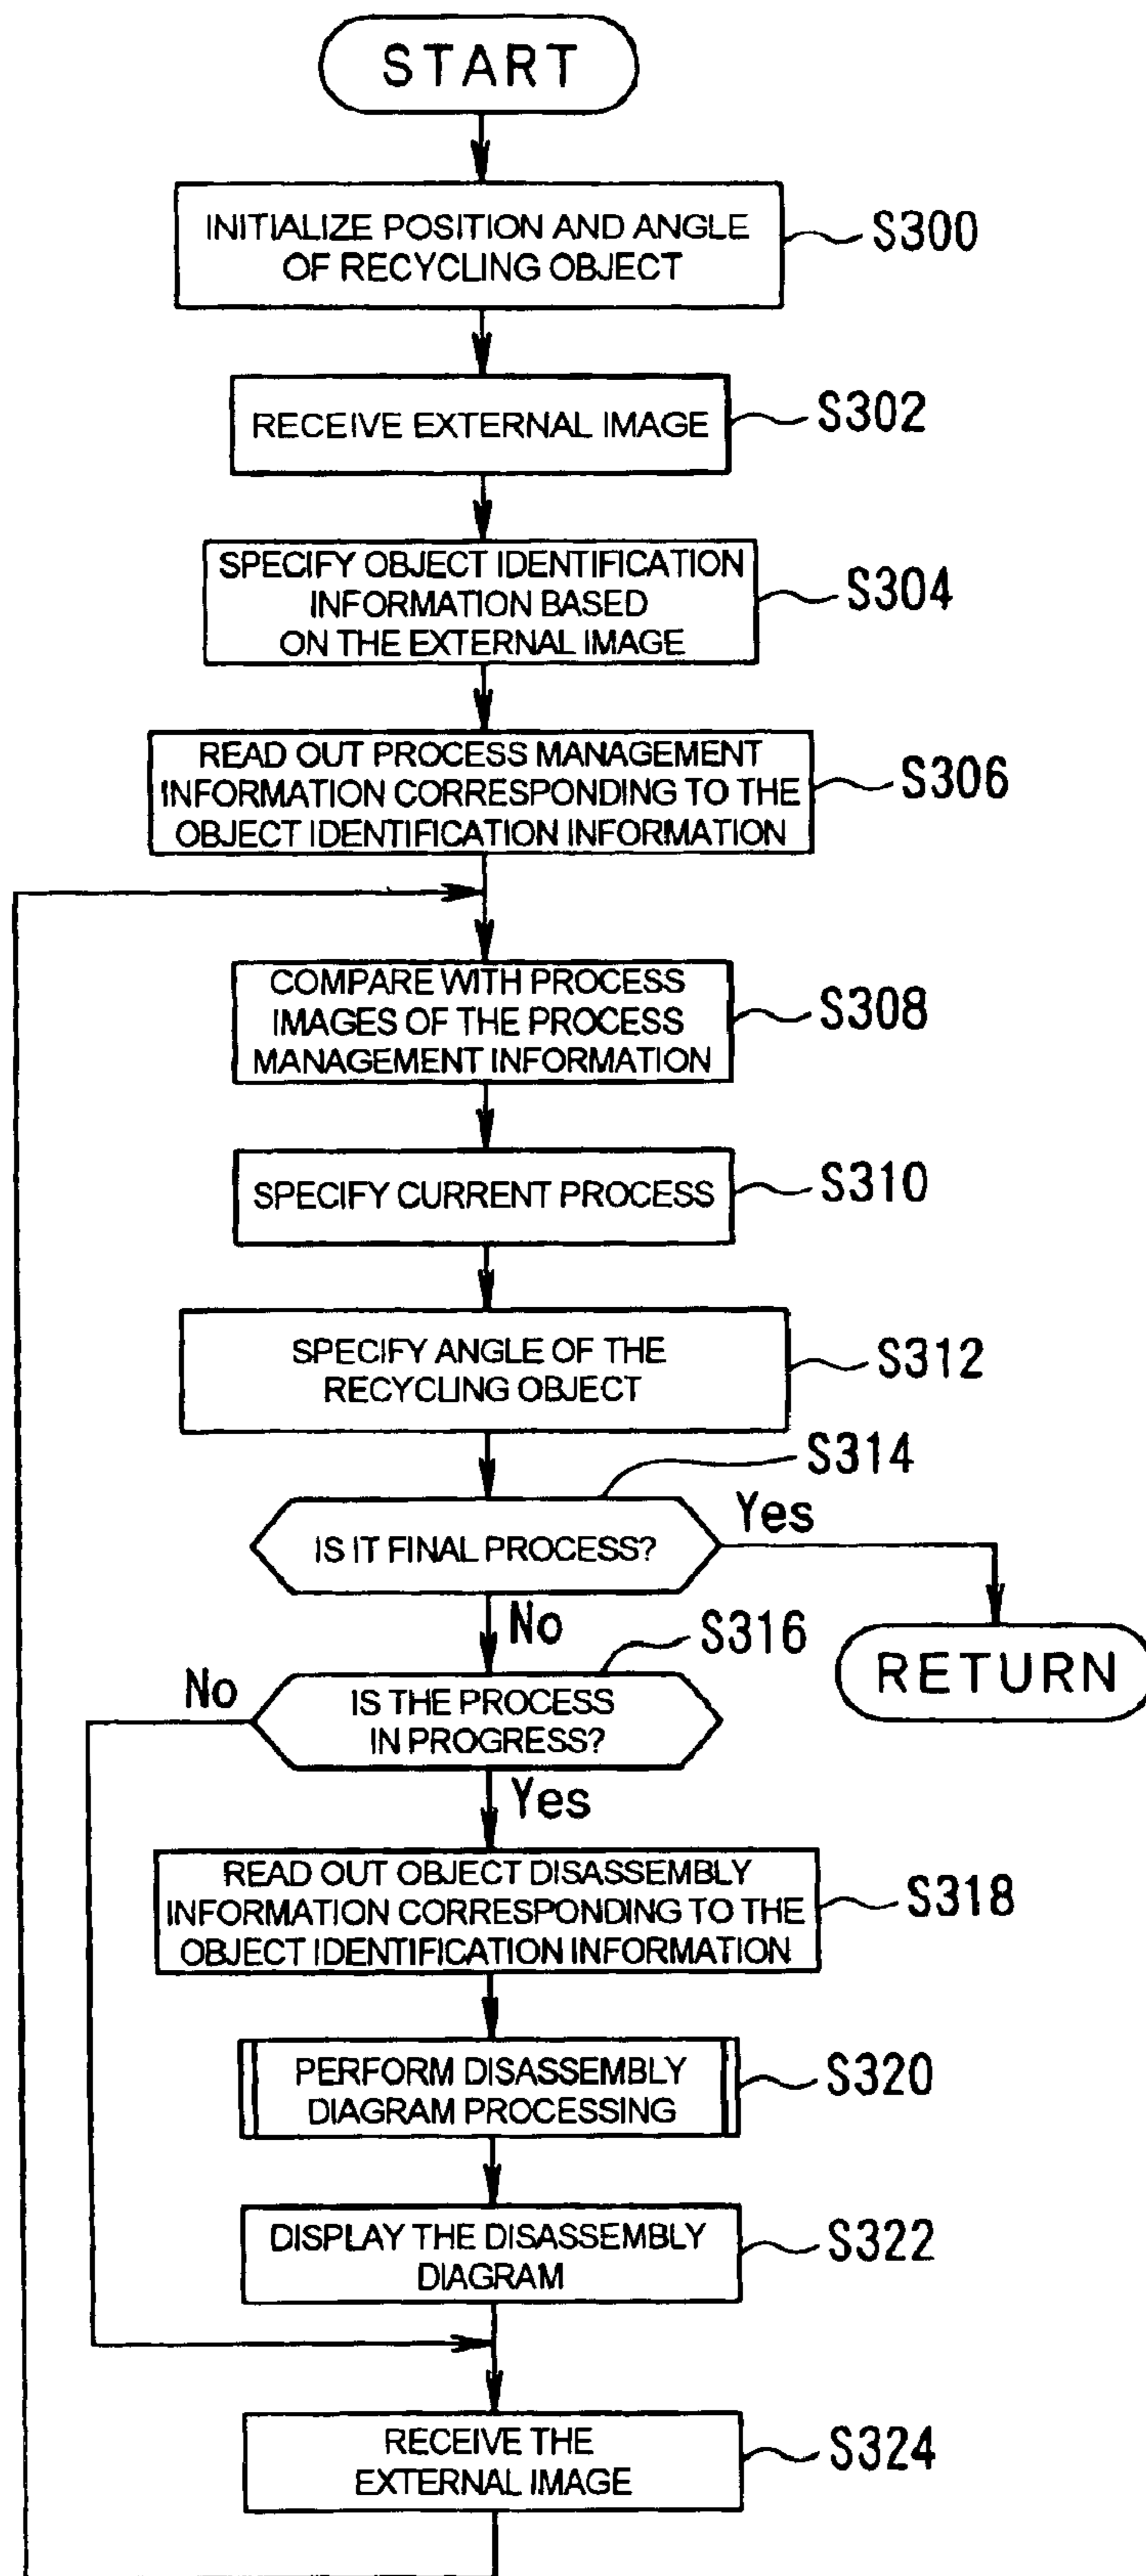 START
INITIALIZE POSITION AND ANGLE
OF RECYCLING OBJECT
S300
RECEIVE EXTERNAL IMAGE
S302
SPECIFY OBJECT IDENTIFICATION
INFORMATION BASED
ON THE EXTERNAL IMAGE
S304
READ OUT PROCESS MANAGEMENT
INFORMATION CORRESPONDING TO THE
OBJECT IDENTIFICATION INFORMATION
S306
COMPARE WITH PROCESS
IMAGES OF THE PROCESS
MANAGEMENT INFORMATION
S308
SPECIFY CURRENT PROCESS
S310
SPECIFY ANGLE OF THE
RECYCLING OBJECT
S312
S314
IS IT FINAL PROCESS?
Yes
No
RETURN
S316
IS THE PROCESS
IN PROGRESS?
No
Yes
READ OUT OBJECT DISASSEMBLY
INFORMATION CORRESPONDING TO THE
OBJECT IDENTIFICATION INFORMATION
S318
PERFORM DISASSEMBLY
DIAGRAM PROCESSING
S320
DISPLAY THE DISASSEMBLY
DIAGRAM
S322
RECEIVE THE
EXTERNAL IMAGE
S324